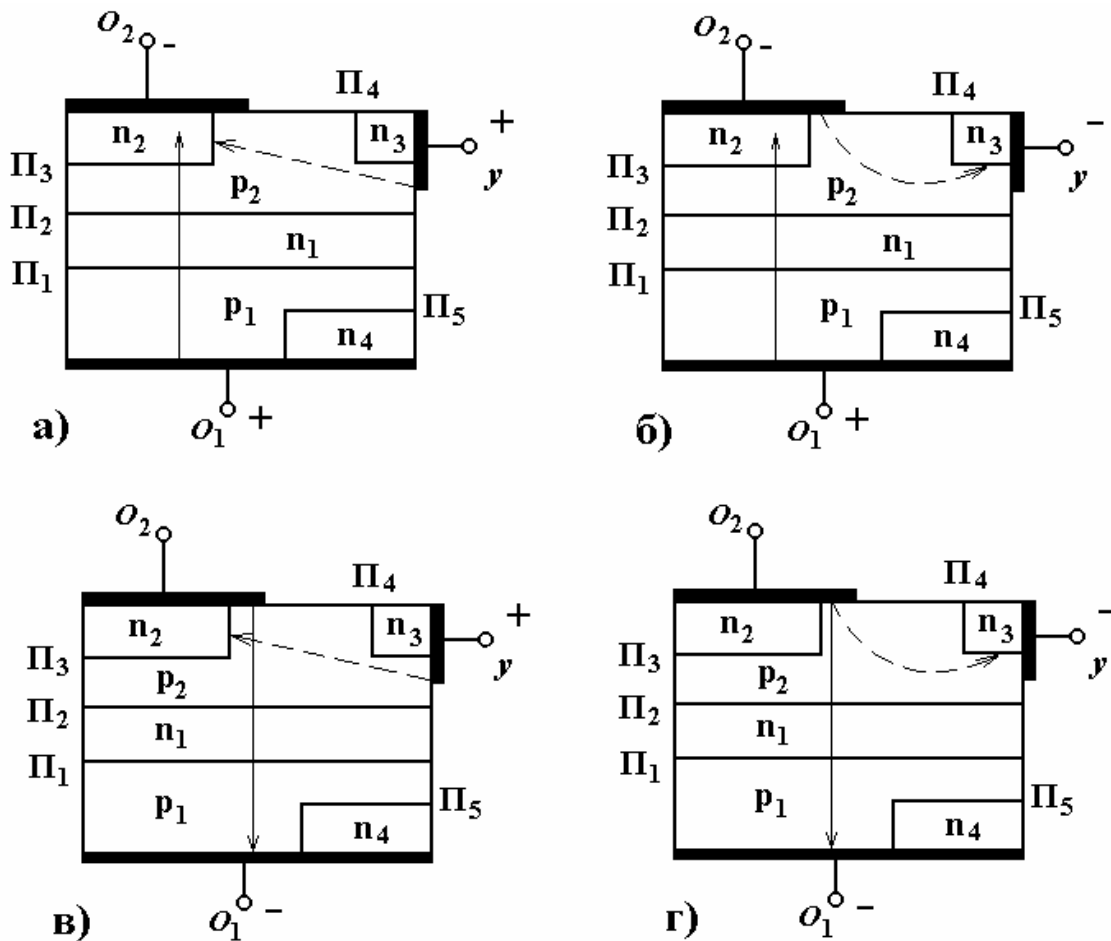 O₂ -
П₄
n₂ n₃ + y
П₃ p₂
П₂ n₁
П₁ p₁ П₅
n₄
а) O₁ +
O₂ -
П₄
n₂ n₃ - y
П₃ p₂
П₂ n₁
П₁ p₁ П₅
n₄
б) O₁ +
O₂
П₄
n₂ n₃ + y
П₃ p₂
П₂ n₁
П₁ p₁ П₅
n₄
в) O₁ -
O₂
П₄
n₂ n₃ - y
П₃ p₂
П₂ n₁
П₁ p₁ П₅
n₄
г) O₁ -